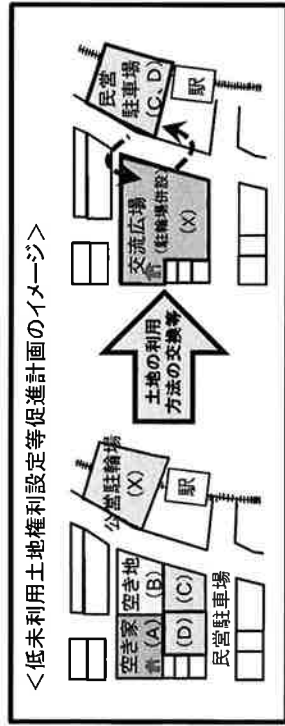 ＜低未利用土地権利設定等促進計画のイメージ＞
公営駐輪場
(X)
空き家
(A)
空き地
(B)
(D)
(C)
駅
民営駐車場
土地の利用
方法の交換等
交流広場
(駐輪場併設)
(X)
民営
駐車場
(C、D)
駅